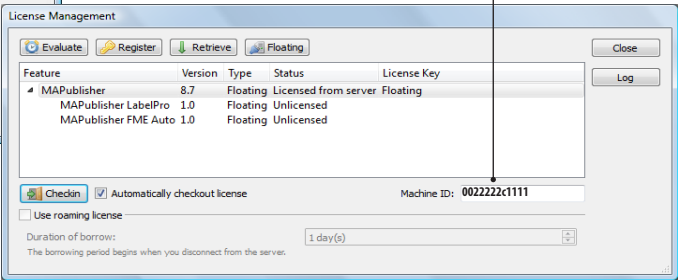 License Management
Evaluate Register Retrieve Floating Close
Feature Version Type Status License Key
Log
MAPublisher 8.7 Floating Licensed from server Floating
MAPublisher LabelPro 1.0 Floating Unlicensed
MAPublisher FME Auto 1.0 Floating Unlicensed
Checkin Automatically checkout license Machine ID: 0022222c1111
Use roaming license
Duration of borrow: 1 day(s)
The borrowing period begins when you disconnect from the server.